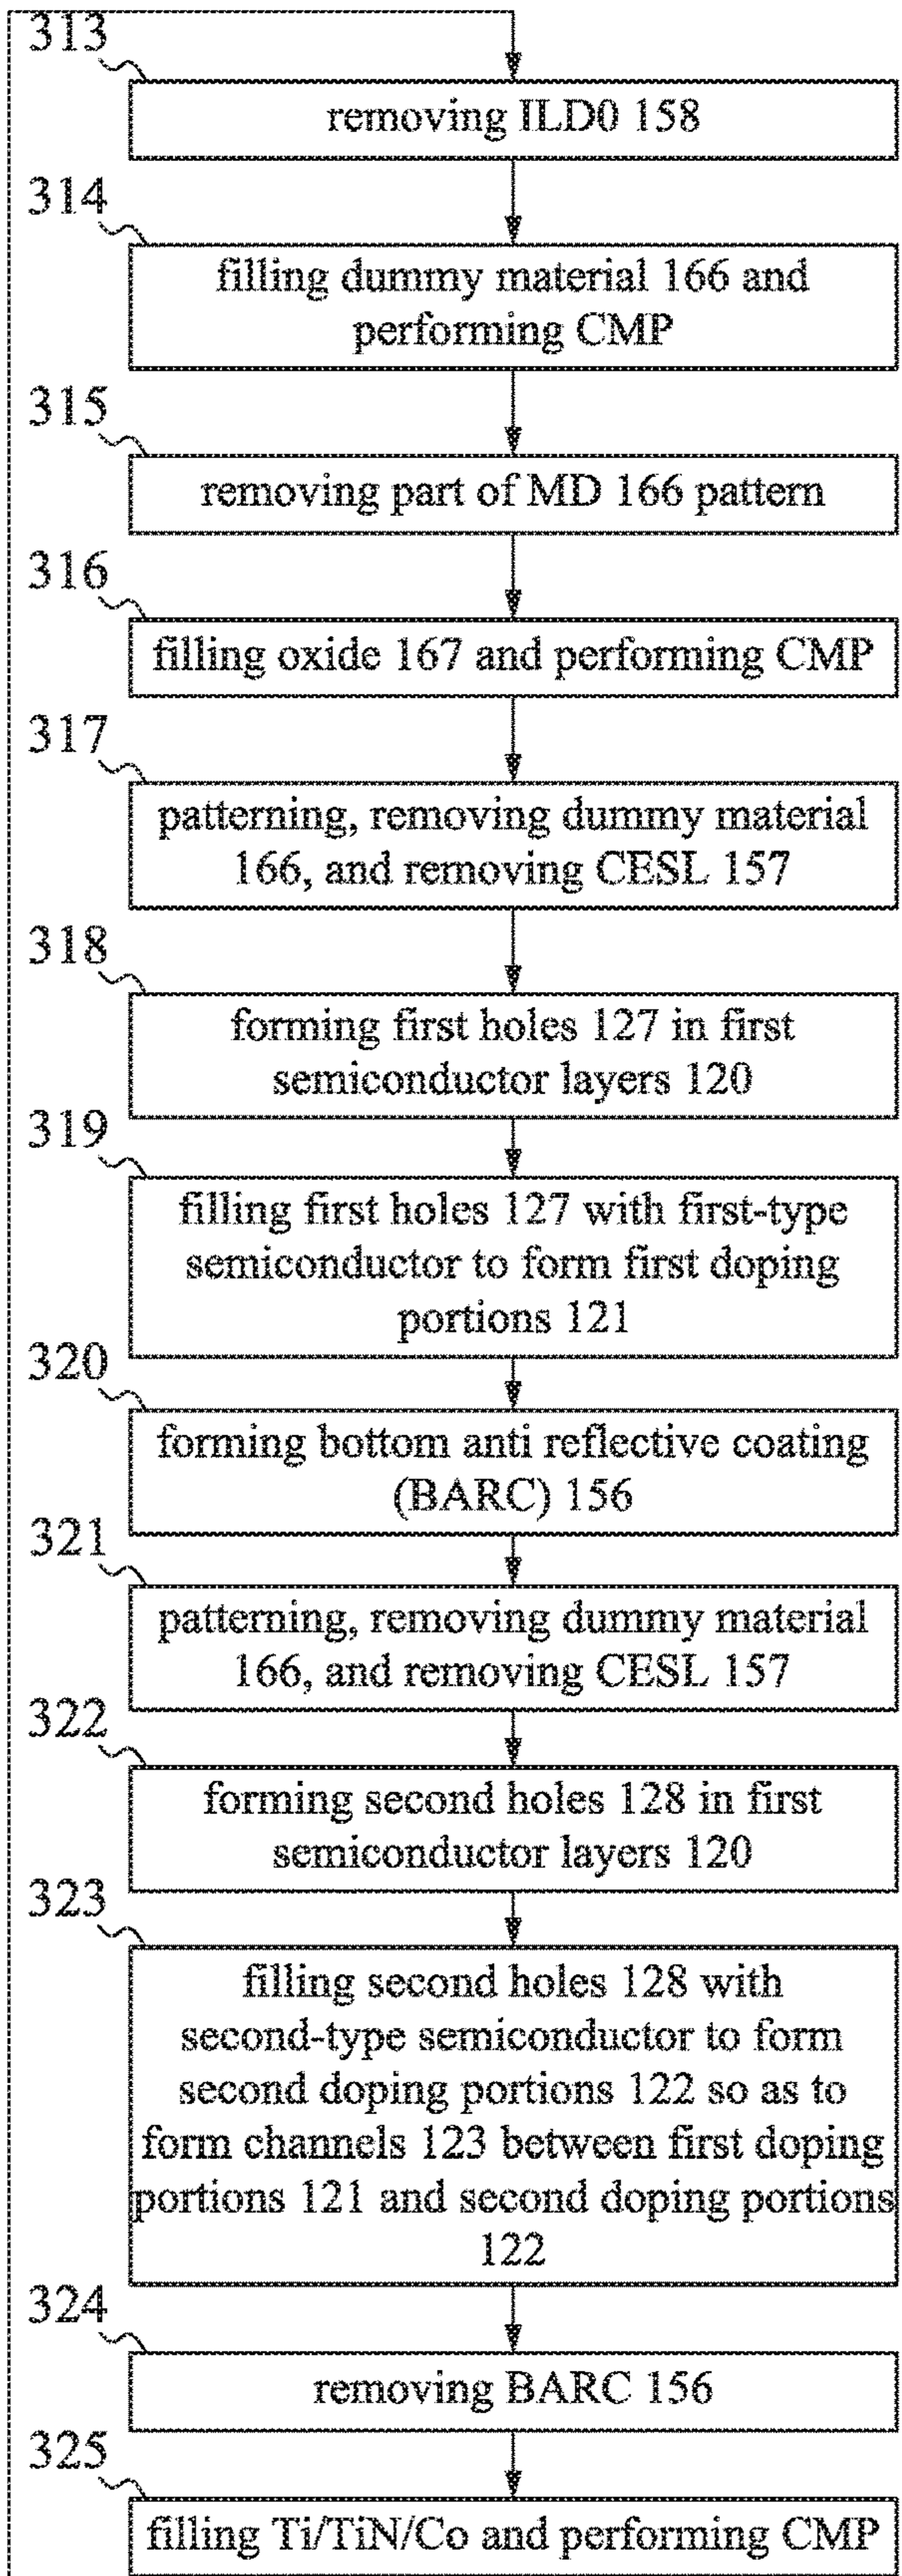 313
removing ILD0 158
314
filling dummy material 166 and
performing CMP
315
removing part of MD 166 pattern
316
filling oxide 167 and performing CMP
317
patterning, removing dummy material
166, and removing CESL 157
318
forming first holes 127 in first
semiconductor layers 120
319
filling first holes 127 with first-type
semiconductor to form first doping
portions 121
320
forming bottom anti reflective coating
(BARC) 156
321
patterning, removing dummy material
166, and removing CESL 157
322
forming second holes 128 in first
semiconductor layers 120
323
filling second holes 128 with
second-type semiconductor to form
second doping portions 122 so as to
form channels 123 between first doping
portions 121 and second doping portions
122
324
removing BARC 156
325
filling Ti/TiN/Co and performing CMP